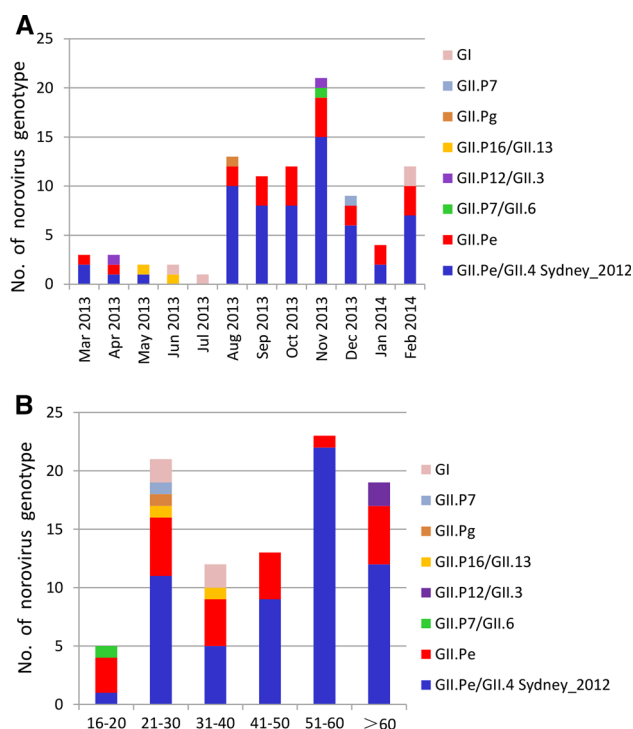 A
No. of norovirus genotype
25
20
15
10
5
0
Mar 2013
Apr 2013
May 2013
Jun 2013
Jul 2013
Aug 2013
Sep 2013
Oct 2013
Nov 2013
Dec 2013
Jan 2014
Feb 2014
GI
GII.P7
GII.Pg
GII.P16/GII.13
GII.P12/GII.3
GII.P7/GII.6
GII.Pe
GII.Pe/GII.4 Sydney_2012
B
No. of norovirus genotype
25
20
15
10
5
0
16-20
21-30
31-40
41-50
51-60
>60
GI
GII.P7
GII.Pg
GII.P16/GII.13
GII.P12/GII.3
GII.P7/GII.6
GII.Pe
GII.Pe/GII.4 Sydney_2012